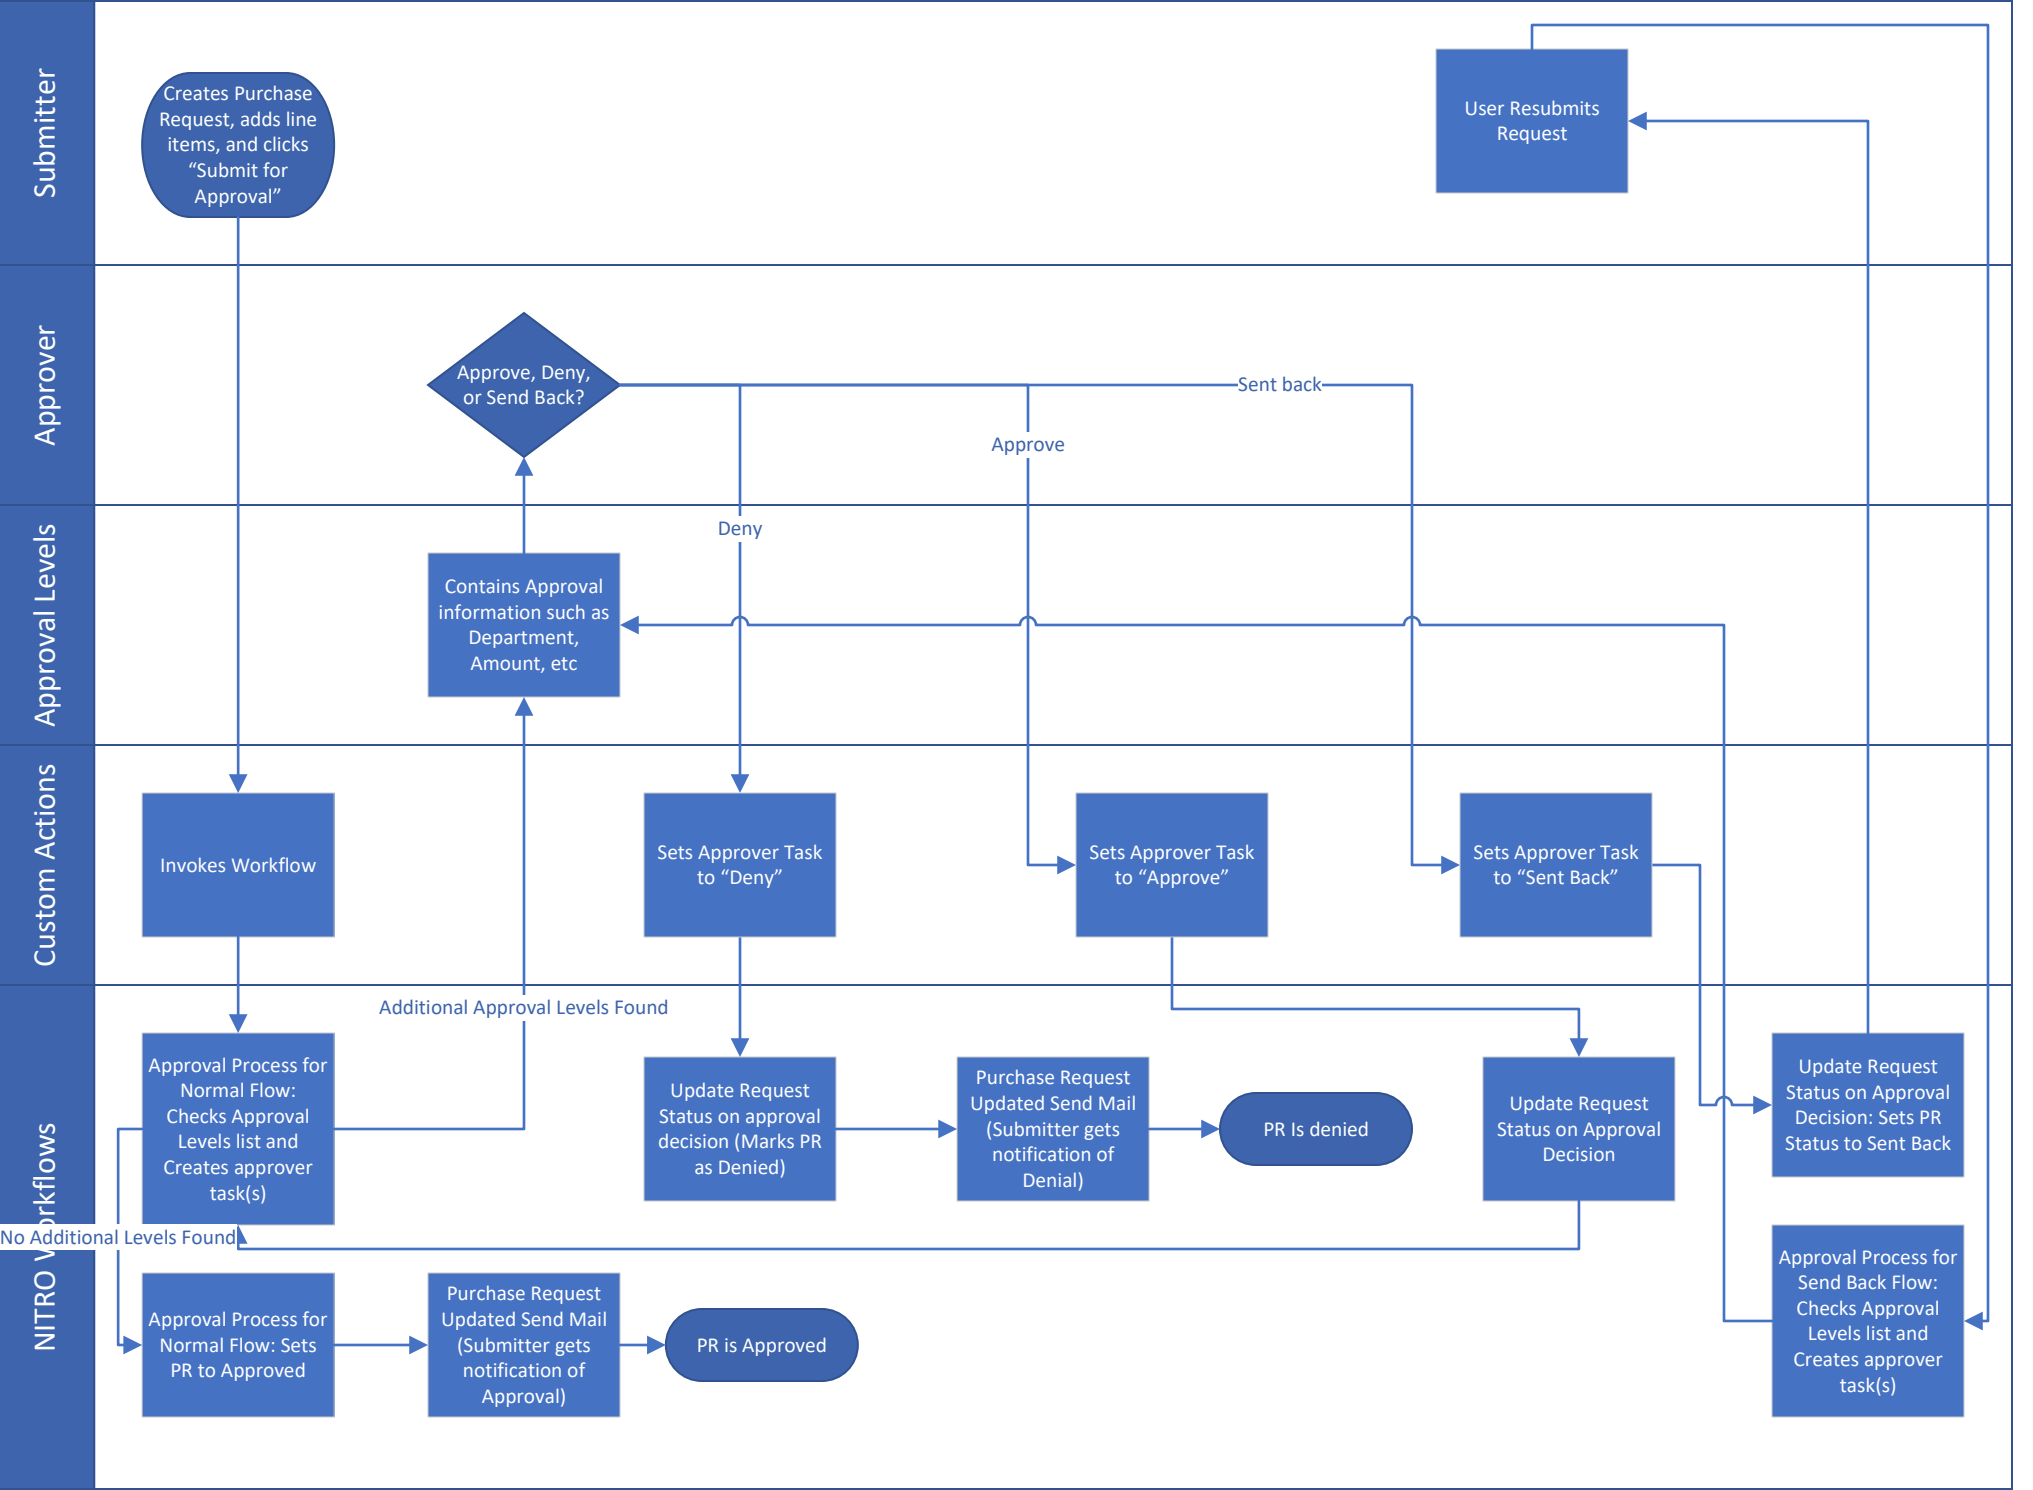 Submitter
Creates Purchase
Request, adds line
items, and clicks
“Submit for
Approval”
User Resubmits
Request
Approver
Approve, Deny,
or Send Back?
Sent back
Approve
Approval Levels
Deny
Contains Approval
information such as
Department,
Amount, etc
Custom Actions
Invokes Workflow
Sets Approver Task
to “Deny”
Sets Approver Task
to “Approve”
Sets Approver Task
to “Sent Back”
NITRO Workflows
Additional Approval Levels Found
Approval Process for
Normal Flow:
Checks Approval
Levels list and
Creates approver
task(s)
Update Request
Status on approval
decision (Marks PR
as Denied)
Purchase Request
Updated Send Mail
(Submitter gets
notification of
Denial)
PR Is denied
Update Request
Status on Approval
Decision
Update Request
Status on Approval
Decision: Sets PR
Status to Sent Back
No Additional Levels Found
Approval Process for
Normal Flow: Sets
PR to Approved
Purchase Request
Updated Send Mail
(Submitter gets
notification of
Approval)
PR is Approved
Approval Process for
Send Back Flow:
Checks Approval
Levels list and
Creates approver
task(s)